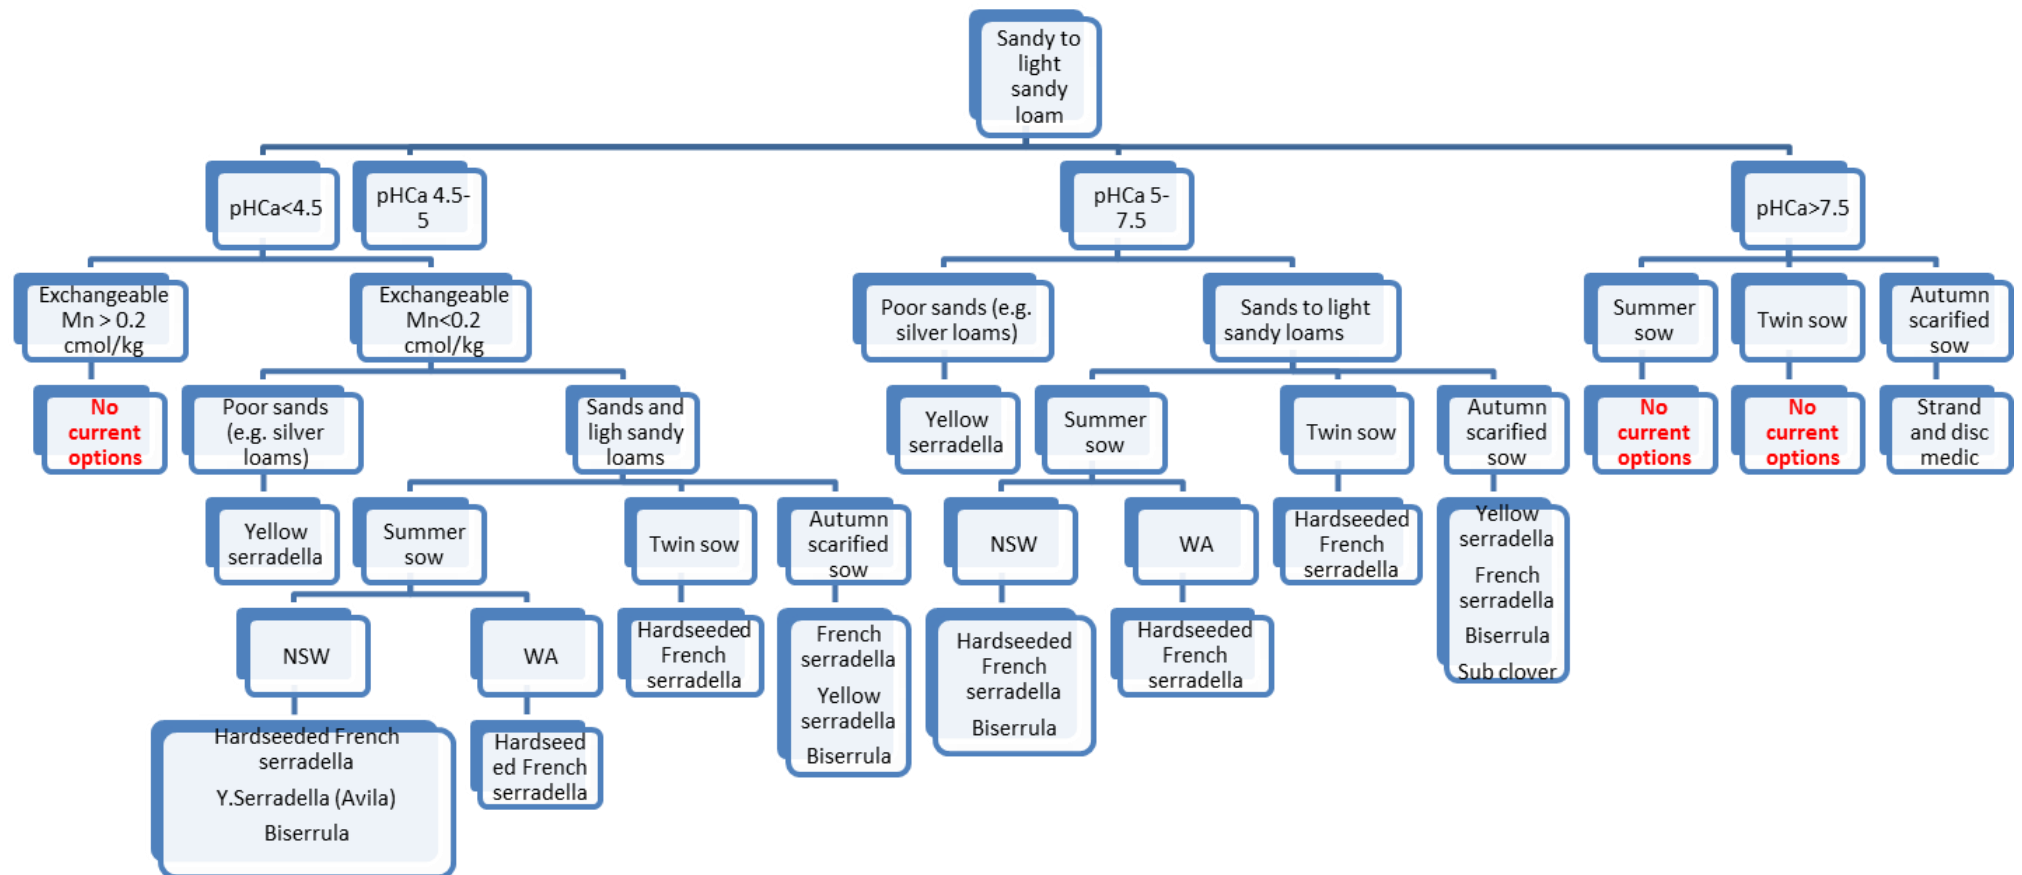 Sandy to
light
sandy
loam
pHCa<4.5
pHCa 4.5-
5
pHCa 5-
7.5
pHCa>7.5
Exchangeable
Mn > 0.2
cmol/kg
Exchangeable
Mn<0.2
cmol/kg
Poor sands (e.g.
silver loams)
Sands to light
sandy loams
Summer
sow
Twin sow
Autumn
scarified
sow
No
current
options
Poor sands
(e.g. silver
loams)
Sands and
ligh sandy
loams
Yellow
serradella
Summer
sow
Twin sow
Autumn
scarified
sow
No
current
options
No
current
options
Strand
and disc
medic
Yellow
serradella
Summer
sow
Twin sow
Autumn
scarified
sow
NSW
WA
Hardseeded
French
serradella
Yellow
serradella
French
serradella
Biserrula
Sub clover
NSW
WA
Hardseeded
French
serradella
French
serradella
Yellow
serradella
Biserrula
Hardseeded
French
serradella
Biserrula
Hardseeded
French
serradella
Hardseeded French
serradella
Y.Serradella (Avila)
Biserrula
Hardseed
ed French
serradella